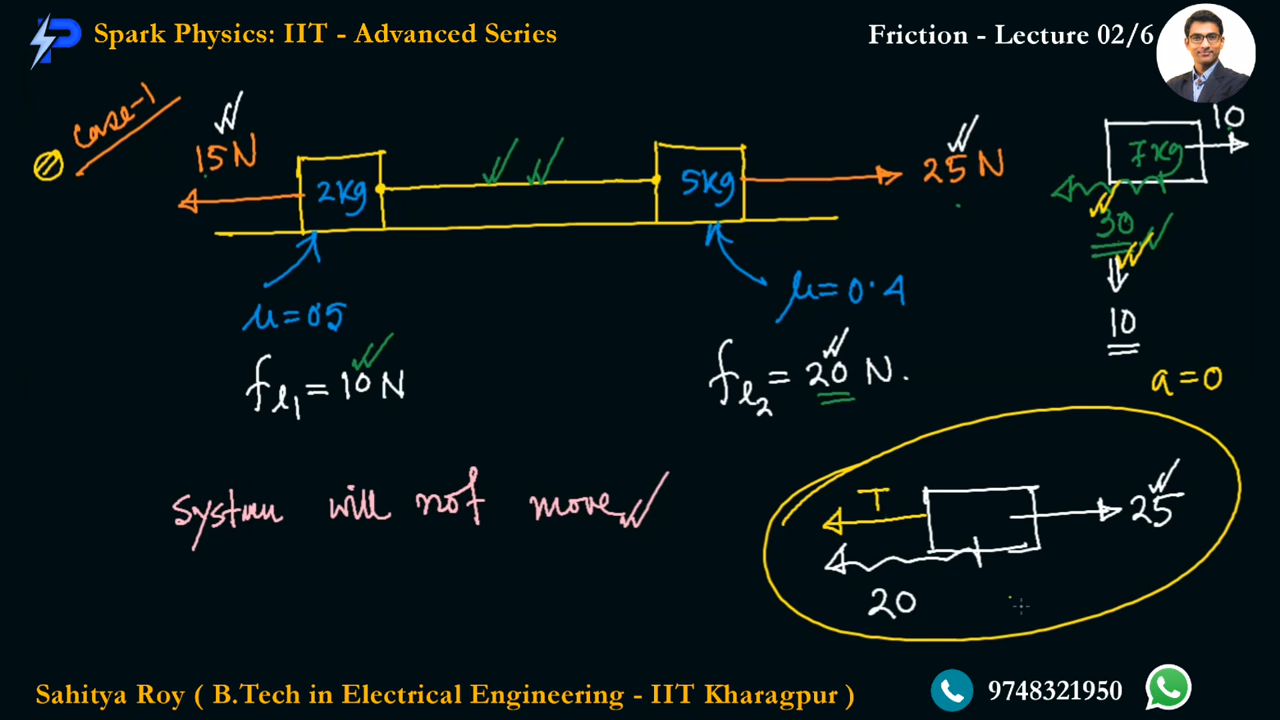 Spark Physics: IIT - Advanced Series
Friction - Lecture 02/6
case-1
15N
2kg
5kg
25N
7kg
10
30
10
μ=05
μ=0.4
fl1 = 10N
fl2 = 20 N.
a=0
system will not move
T
25
20
Sahitya Roy ( B.Tech in Electrical Engineering - IIT Kharagpur )
9748321950